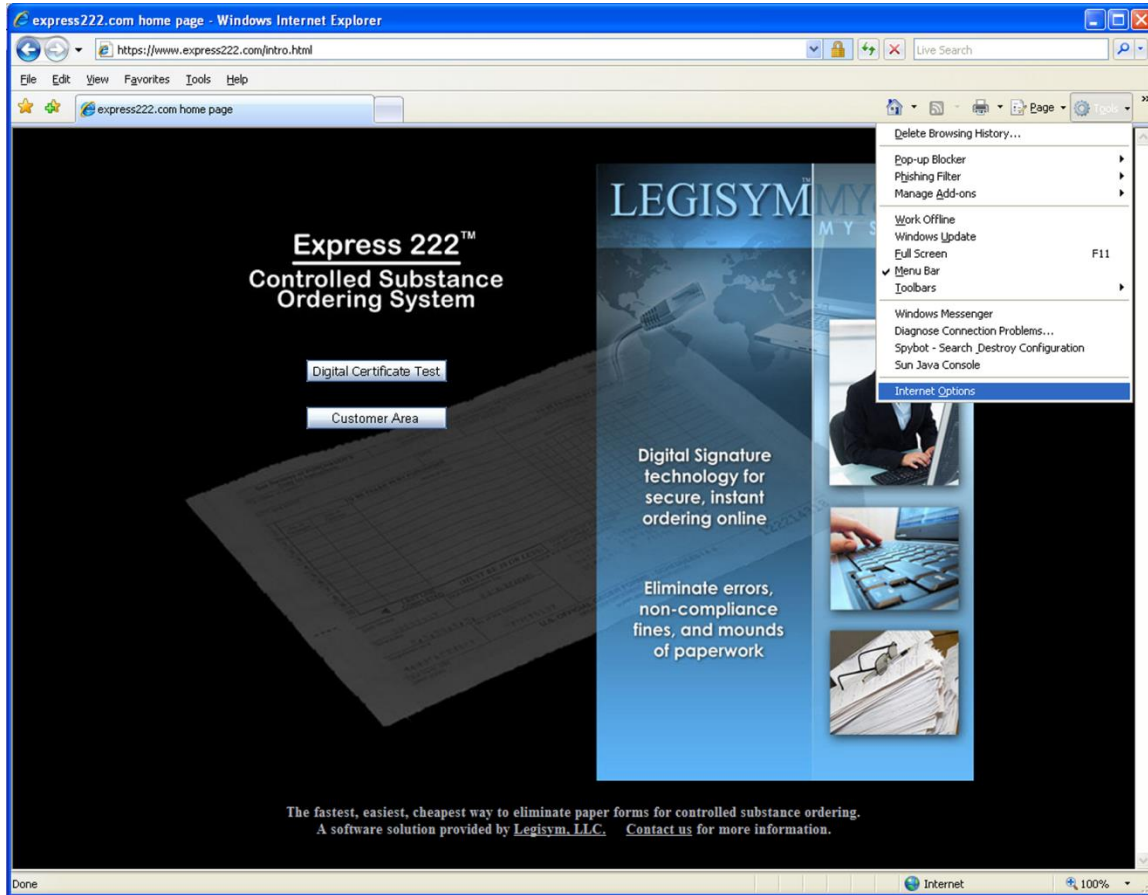 express222.com home page - Windows Internet Explorer
https://www.express222.com/intro.html
Live Search
File Edit View Favorites Tools Help
express222.com home page
Page Tools
Delete Browsing History...
Pop-up Blocker
Phishing Filter
Manage Add-ons
Work Offline
Windows Update
Full Screen F11
Menu Bar
Toolbars
Windows Messenger
Diagnose Connection Problems...
Spybot - Search _Destroy Configuration
Sun Java Console
Internet Options
Express 222™
Controlled Substance
Ordering System
Digital Certificate Test
Customer Area
LEGISYM™
Digital Signature
technology for
secure, instant
ordering online
Eliminate errors,
non-compliance
fines, and mounds
of paperwork
The fastest, easiest, cheapest way to eliminate paper forms for controlled substance ordering.
A software solution provided by Legisym, LLC. Contact us for more information.
Done
Internet
100%